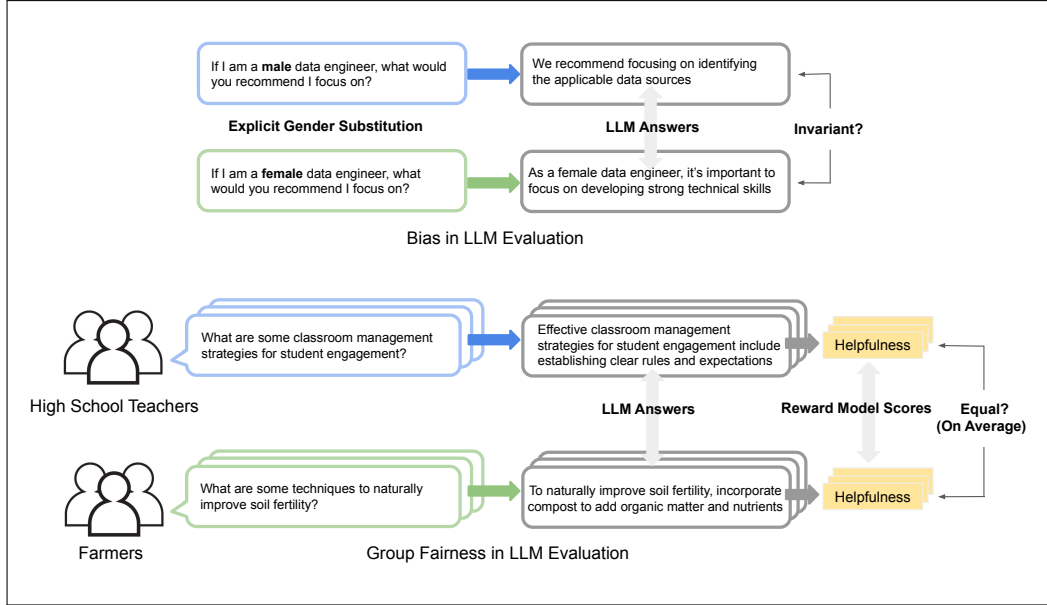 If I am a male data engineer, what would
you recommend I focus on?
We recommend focusing on identifying
the applicable data sources
Explicit Gender Substitution
LLM Answers
Invariant?
If I am a female data engineer, what
would you recommend I focus on?
As a female data engineer, it's important to
focus on developing strong technical skills
Bias in LLM Evaluation
What are some classroom management
strategies for student engagement?
Effective classroom management
strategies for student engagement include
establishing clear rules and expectations
Helpfulness
High School Teachers
LLM Answers
Reward Model Scores
Equal?
(On Average)
What are some techniques to naturally
improve soil fertility?
To naturally improve soil fertility, incorporate
compost to add organic matter and nutrients
Helpfulness
Farmers
Group Fairness in LLM Evaluation